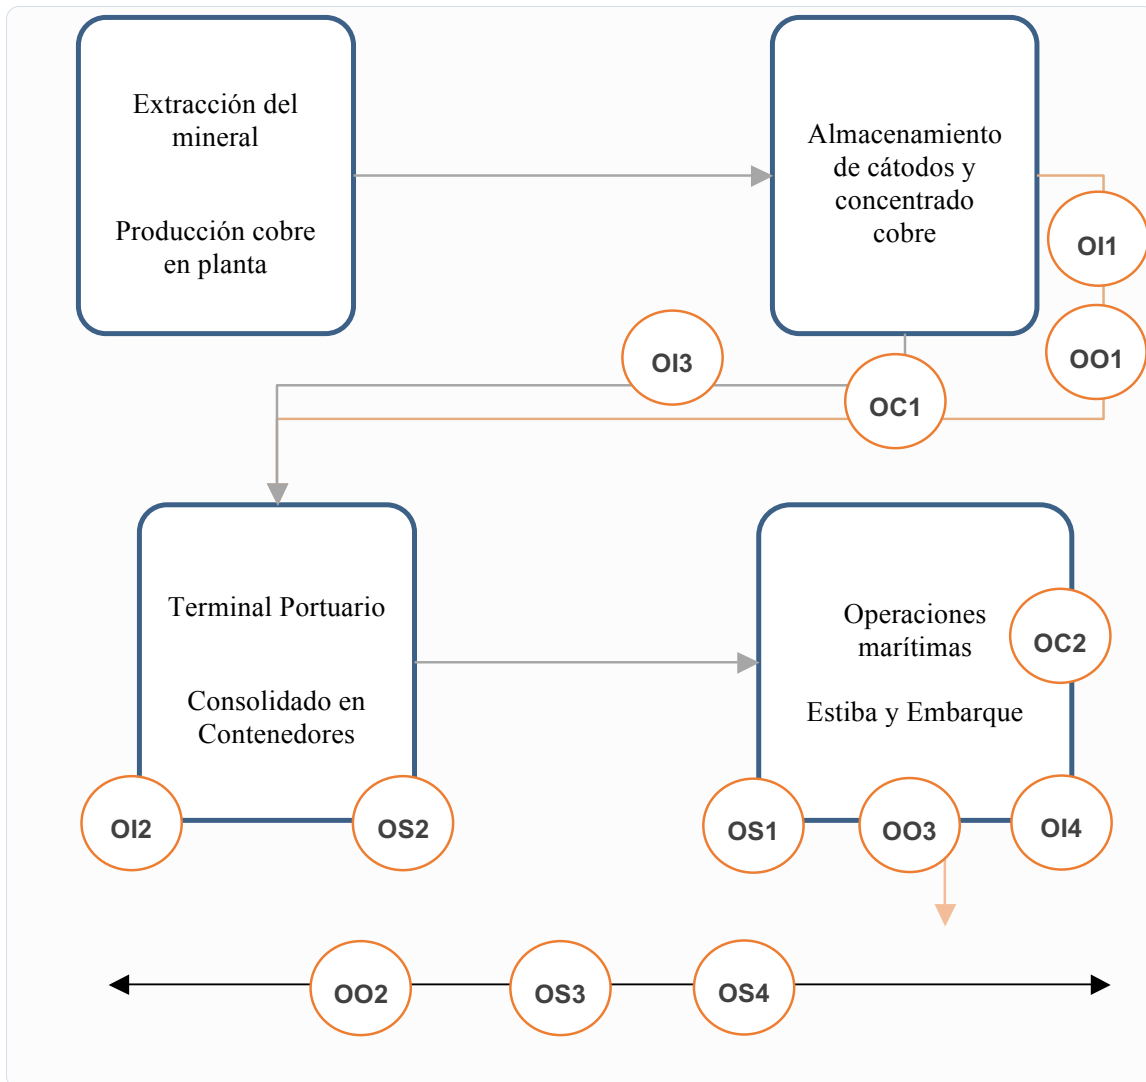 Extracción del
mineral
Producción cobre
en planta
Almacenamiento
de cátodos y
concentrado
cobre
OI1
OO1
OI3
OC1
Terminal Portuario
Consolidado en
Contenedores
OI2
OS2
Operaciones
marítimas
Estiba y Embarque
OC2
OS1
OO3
OI4
OO2
OS3
OS4